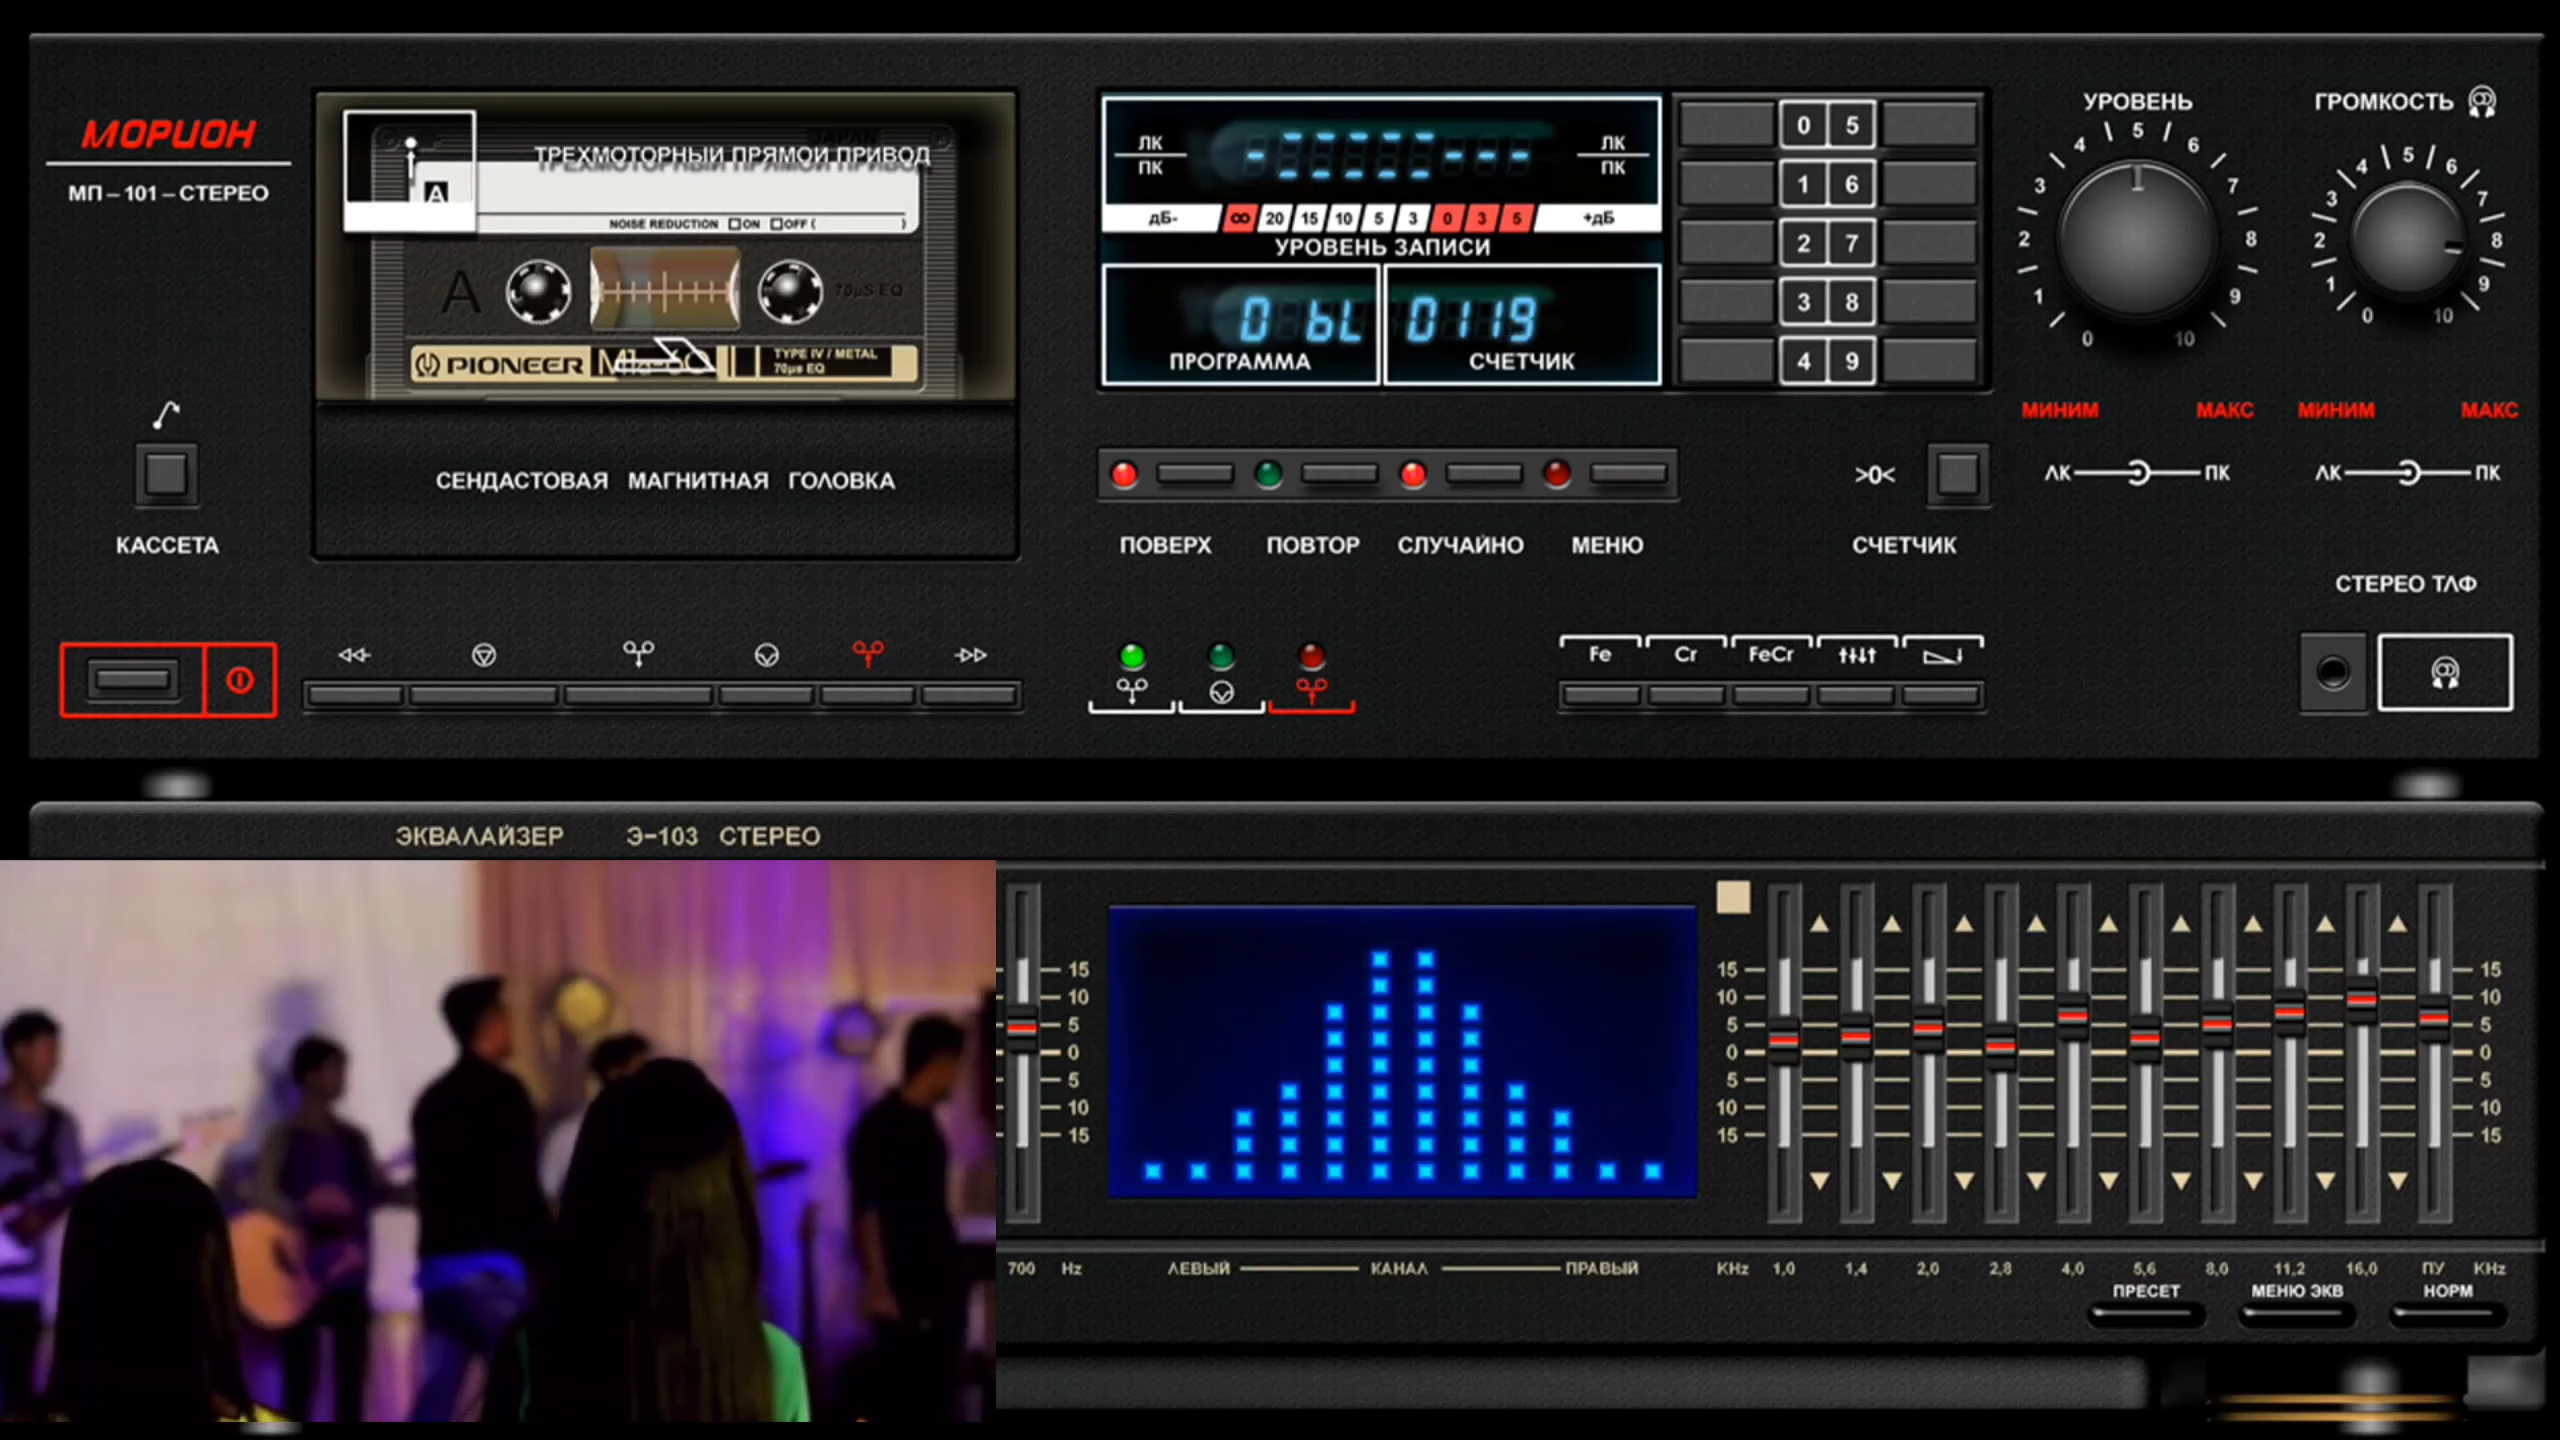 МОРИОН
МП – 101 – СТЕРЕО
JAPAN
ТРЕХМОТОРНЫЙ ПРЯМОЙ ПРИВОД
A
NOISE REDUCTION ☐ON ☐OFF ( )
A
70µS EQ
PIONEER
TYPE IV / METAL
70µs EQ
СЕНДАСТОВАЯ МАГНИТНАЯ ГОЛОВКА
КАССЕТА
ЛК ЛК
ПК ПК
дБ- ∞ 20 15 10 5 3 0 3 5 +дБ
УРОВЕНЬ ЗАПИСИ
0 bL 0119
ПРОГРАММА СЧЕТЧИК
0 5
1 6
2 7
3 8
4 9
УРОВЕНЬ
0 1 2 3 4 5 6 7 8 9 10
МИНИМ МАКС
ЛК ПК
ГРОМКОСТЬ
0 1 2 3 4 5 6 7 8 9 10
МИНИМ МАКС
ЛК ПК
ПОВЕРХ ПОВТОР СЛУЧАЙНО МЕНЮ
>0<
СЧЕТЧИК
СТЕРЕО ТЛФ
Fe Cr FeCr
ЭКВАЛАЙЗЕР Э-103 СТЕРЕО
15
10
5
0
5
10
15
15 15
10 10
5 5
0 0
5 5
10 10
15 15
700 Hz ЛЕВЫЙ КАНАЛ ПРАВЫЙ KHz 1,0 1,4 2,0 2,8 4,0 5,6 8,0 11,2 16,0 ПУ KHz
ПРЕСЕТ МЕНЮ ЭКВ НОРМ